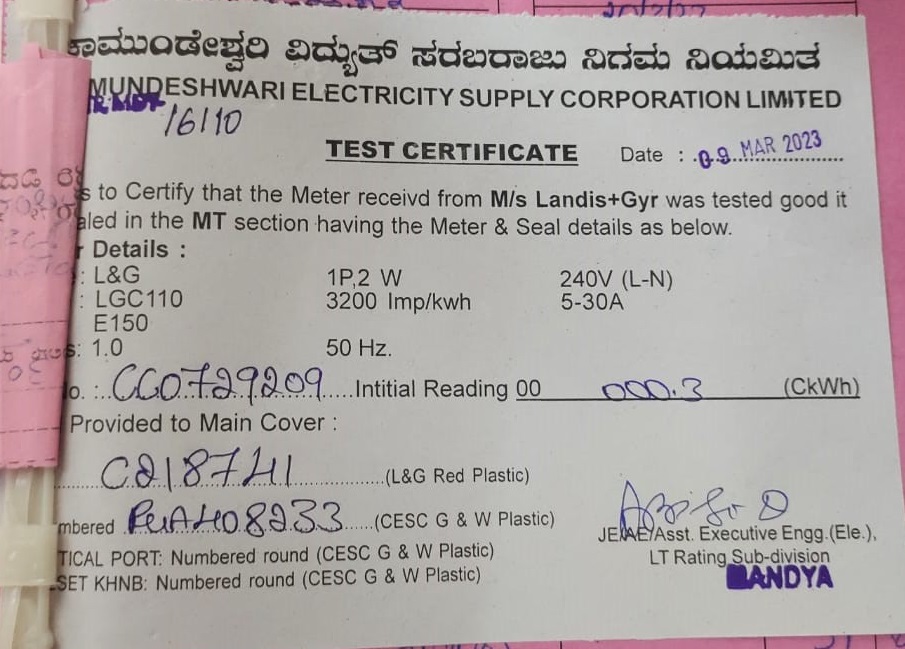 ಕಾಮುಂಡೇಶ್ವರಿ ವಿದ್ಯುತ್ ಸರಬರಾಜು ನಿಗಮ ನಿಯಮಿತ
MUNDESHWARI ELECTRICITY SUPPLY CORPORATION LIMITED
16110
TEST CERTIFICATE Date : 09 MAR 2023
s to Certify that the Meter receivd from M/s Landis+Gyr was tested good it
aled in the MT section having the Meter & Seal details as below.
r Details :
: L&G 1P,2 W 240V (L-N)
: LGC110 3200 Imp/kwh 5-30A
E150
s: 1.0 50 Hz.
o. : CC0729209 Intitial Reading 00 000.3 (CkWh)
Provided to Main Cover :
C218741 (L&G Red Plastic)
mbered 408233 (CESC G & W Plastic)
JE/AE/Asst. Executive Engg.(Ele.),
TICAL PORT: Numbered round (CESC G & W Plastic)
LT Rating Sub-division
SET KHNB: Numbered round (CESC G & W Plastic)
ANDYA